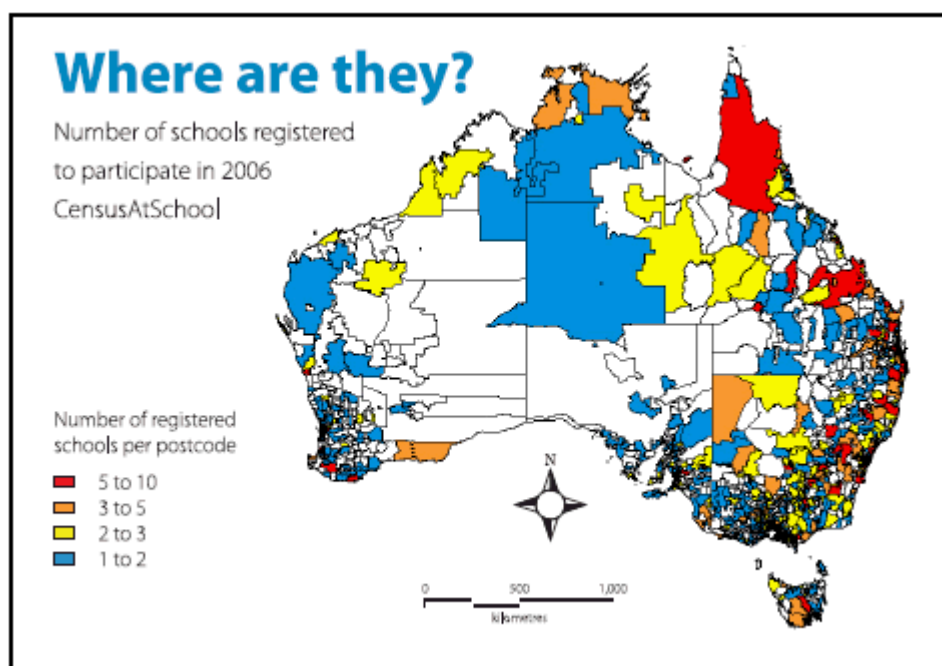 Where are they?
Number of schools registered
to participate in 2006
CensusAtSchool
Number of registered
schools per postcode
5 to 10
3 to 5
2 to 3
1 to 2
N
0 500 1,000
kilometres